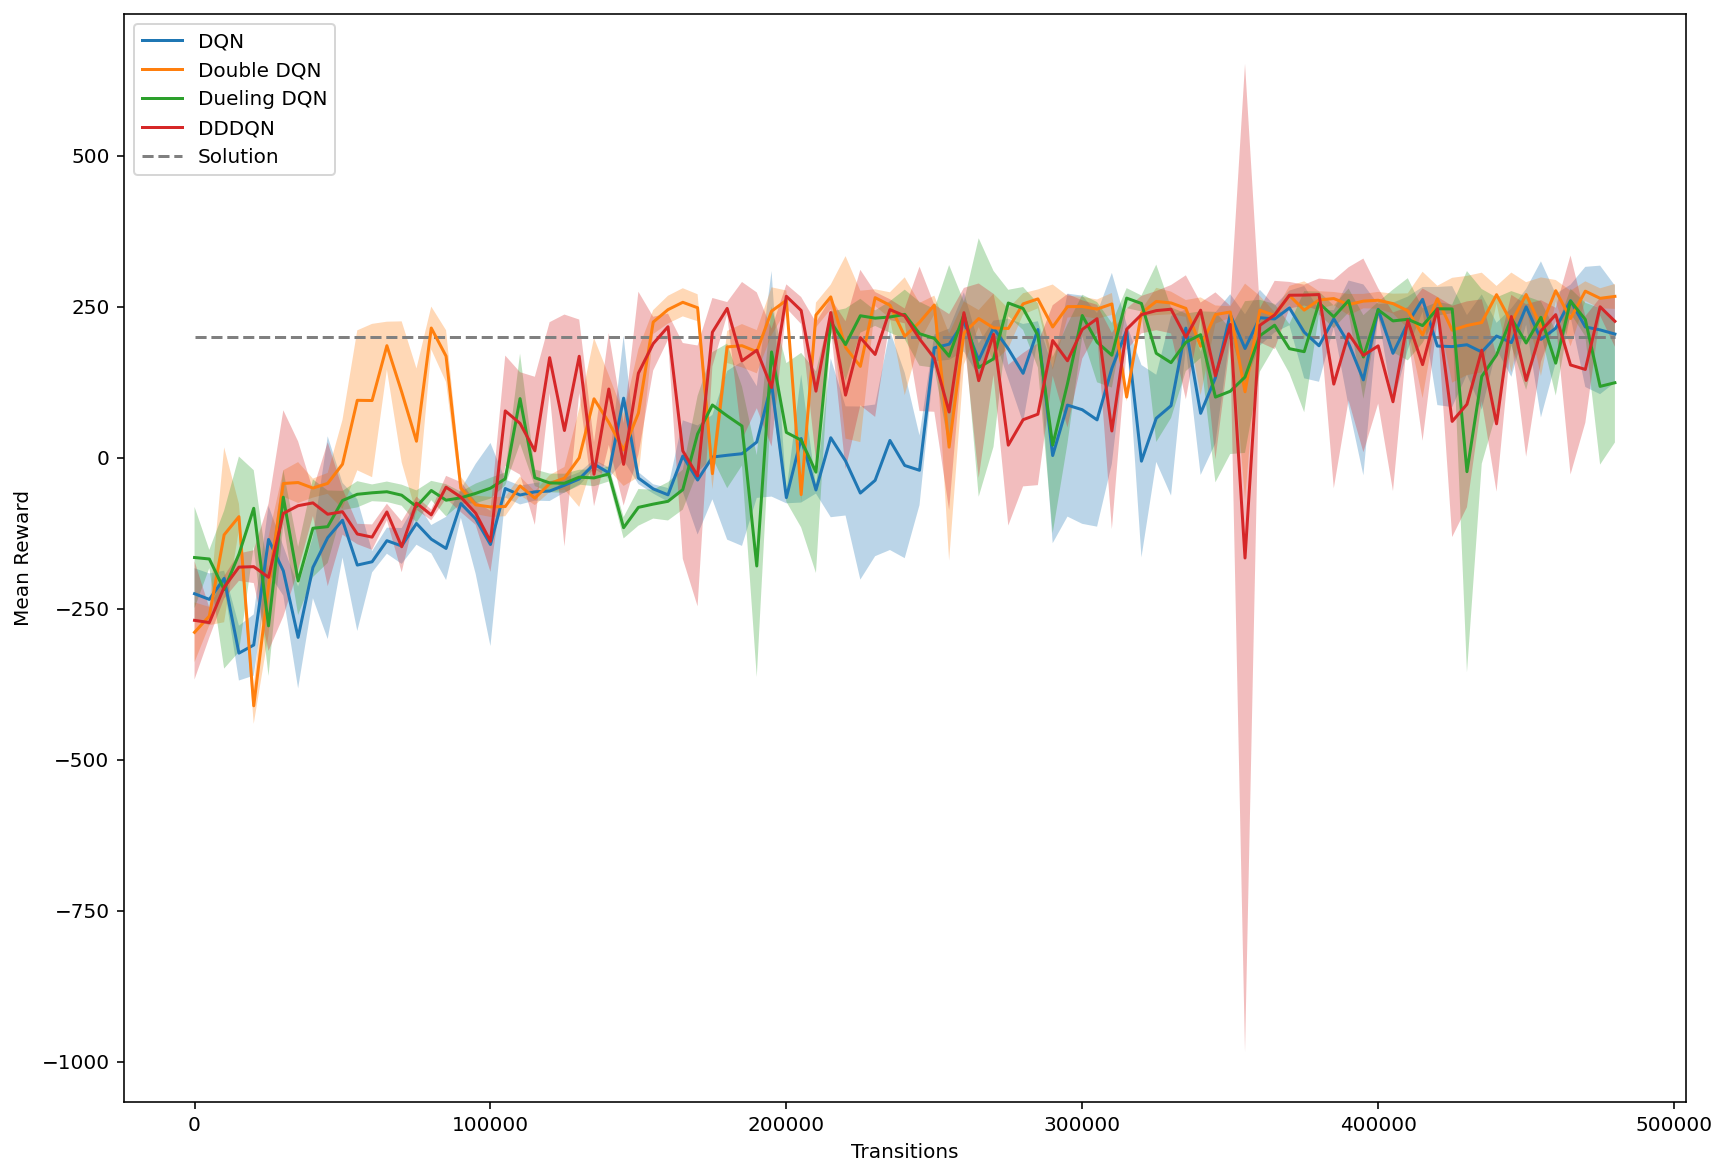 DQN
Double DQN
Dueling DQN
DDDQN
Solution
500
250
0
−250
−500
−750
−1000
Mean Reward
0
100000
200000
300000
400000
500000
Transitions